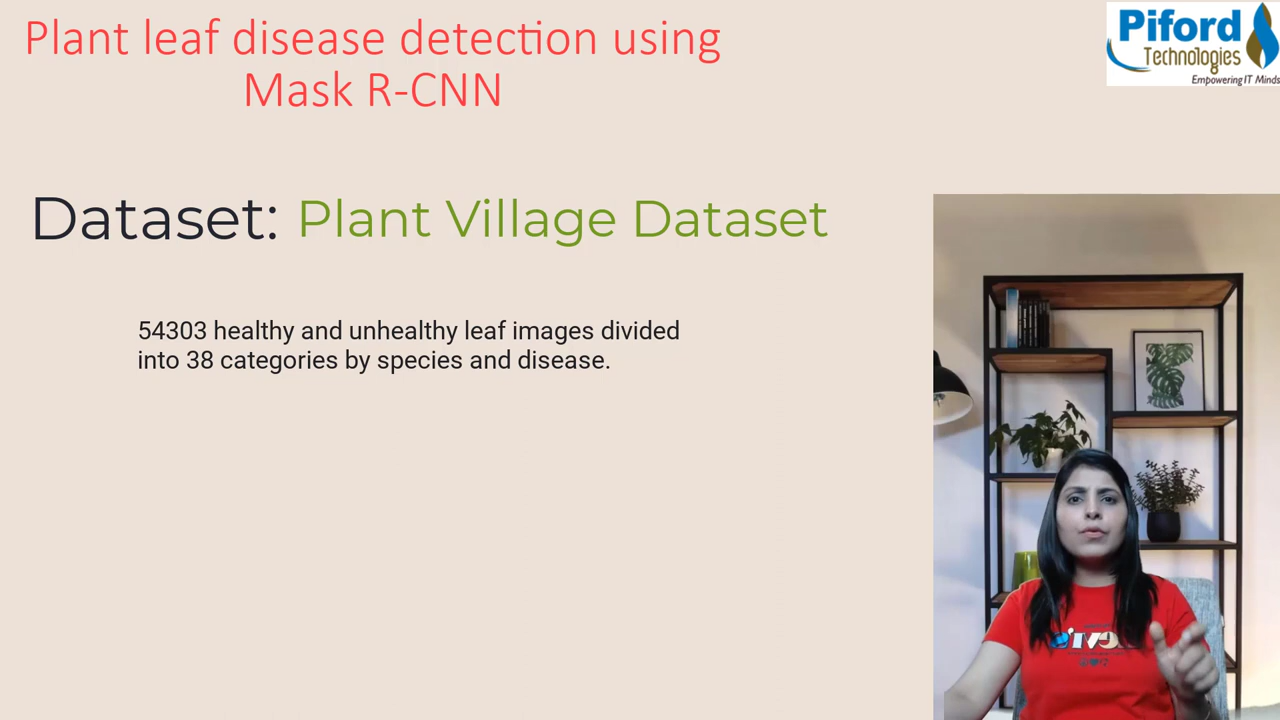 Plant leaf disease detection using
Mask R-CNN
Piford
Technologies
Empowering IT Minds
Dataset: Plant Village Dataset
54303 healthy and unhealthy leaf images divided
into 38 categories by species and disease.